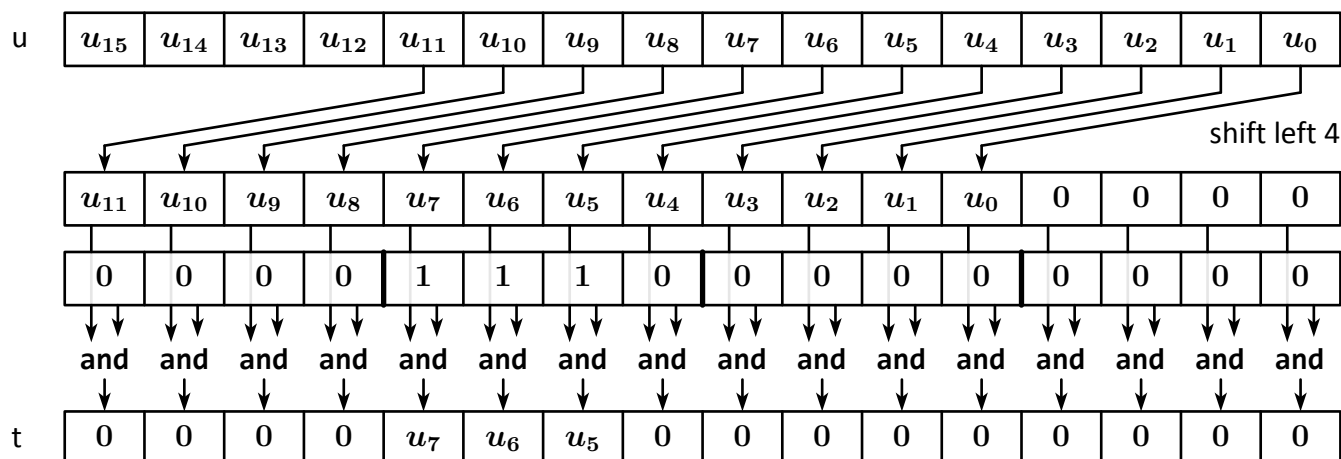 u u₁₅ u₁₄ u₁₃ u₁₂ u₁₁ u₁₀ u₉ u₈ u₇ u₆ u₅ u₄ u₃ u₂ u₁ u₀
shift left 4
u₁₁ u₁₀ u₉ u₈ u₇ u₆ u₅ u₄ u₃ u₂ u₁ u₀ 0 0 0 0
0 0 0 0 1 1 1 0 0 0 0 0 0 0 0 0
and and and and and and and and and and and and and and and and
t 0 0 0 0 u₇ u₆ u₅ 0 0 0 0 0 0 0 0 0